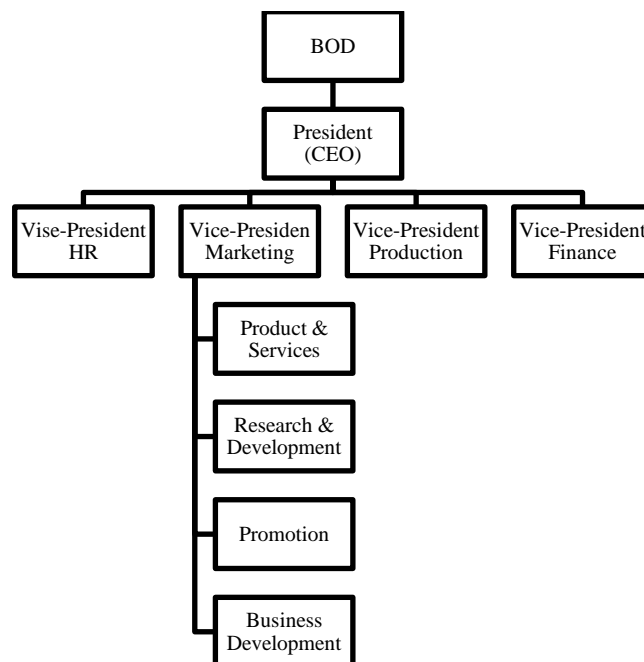 BOD
President
(CEO)
Vise-President
HR
Vice-Presiden
Marketing
Vice-President
Production
Vice-President
Finance
Product &
Services
Research &
Development
Promotion
Business
Development